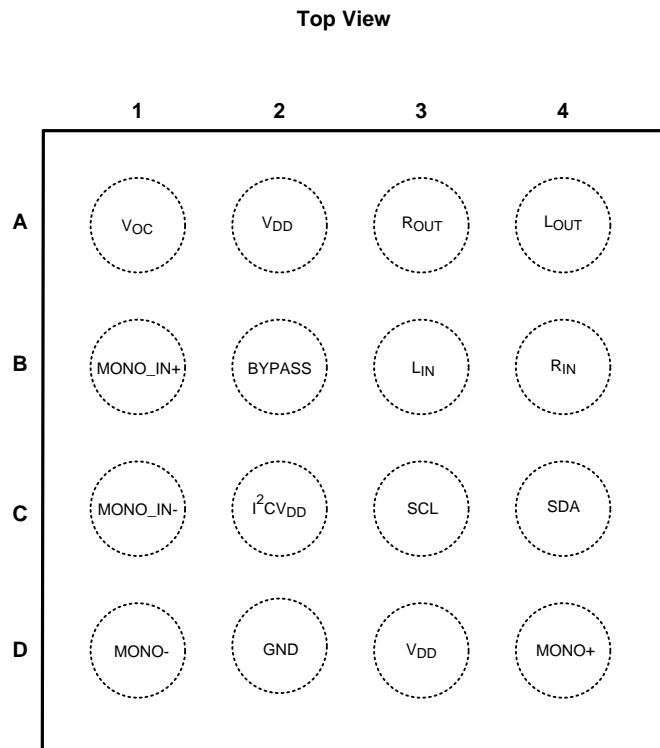 Top View
1 2 3 4
A VOC VDD ROUT LOUT
B MONO_IN+ BYPASS LIN RIN
C MONO_IN- I²CVDD SCL SDA
D MONO- GND VDD MONO+